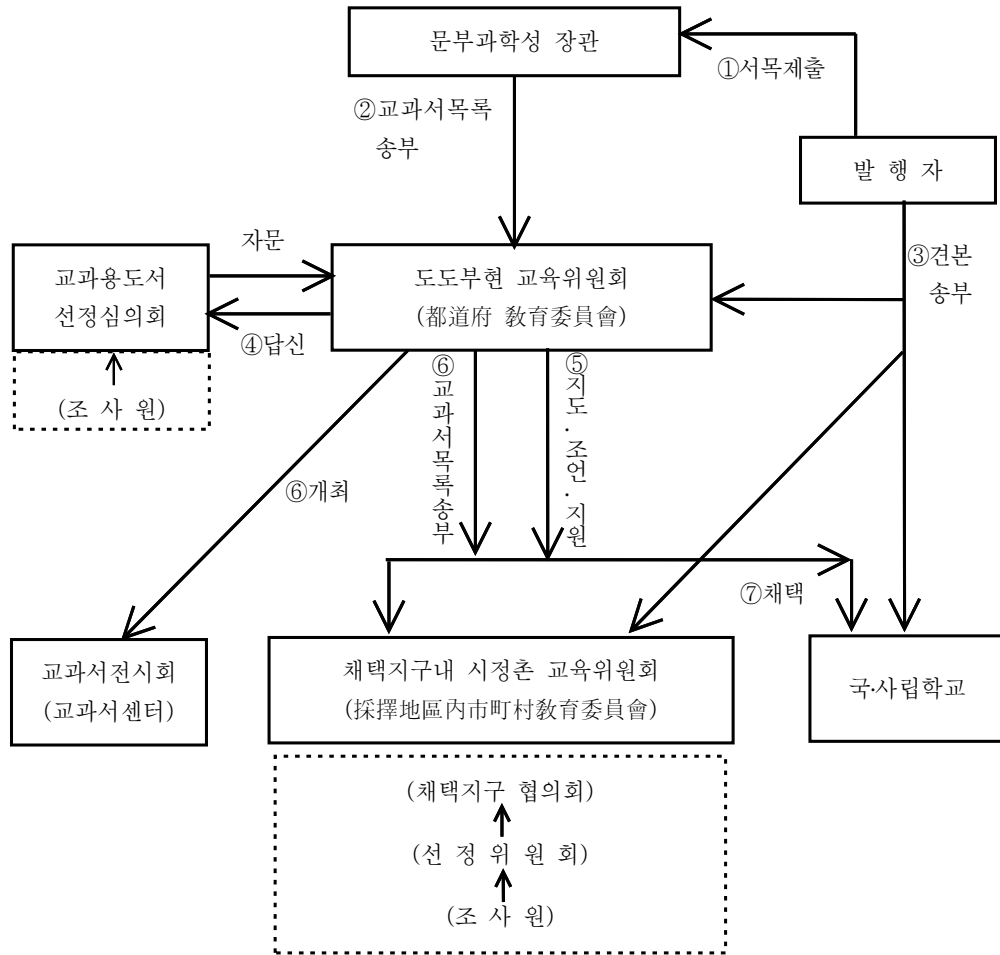 문부과학성 장관
①서목제출
②교과서목록
송부
발 행 자
자문
③견본
송부
교과용도서
선정심의회
도도부현 교육위원회
(都道府 敎育委員會)
④답신
(조 사 원)
⑥교과서목록송부
⑤지도.조언.지원
⑥개최
⑦채택
교과서전시회
(교과서센터)
채택지구내 시정촌 교육위원회
(採擇地區內市町村敎育委員會)
국·사립학교
(채택지구 협의회)
(선 정 위 원 회)
(조 사 원)